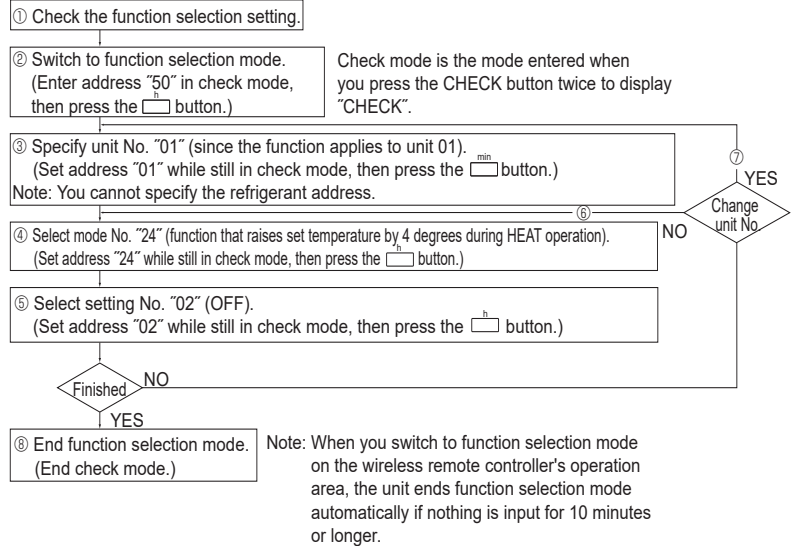 ① Check the function selection setting.
② Switch to function selection mode.
(Enter address ˝50˝ in check mode,
then press the h button.)
Check mode is the mode entered when
you press the CHECK button twice to display
˝CHECK˝.
③ Specify unit No. ˝01˝ (since the function applies to unit 01).
(Set address ˝01˝ while still in check mode, then press the min button.)
Note: You cannot specify the refrigerant address.
⑦
YES
Change
unit No.
⑥
NO
④ Select mode No. ˝24˝ (function that raises set temperature by 4 degrees during HEAT operation).
(Set address ˝24˝ while still in check mode, then press the h button.)
⑤ Select setting No. ˝02˝ (OFF).
(Set address ˝02˝ while still in check mode, then press the h button.)
Finished
NO
YES
⑧ End function selection mode.
(End check mode.)
Note: When you switch to function selection mode
on the wireless remote controller's operation
area, the unit ends function selection mode
automatically if nothing is input for 10 minutes
or longer.